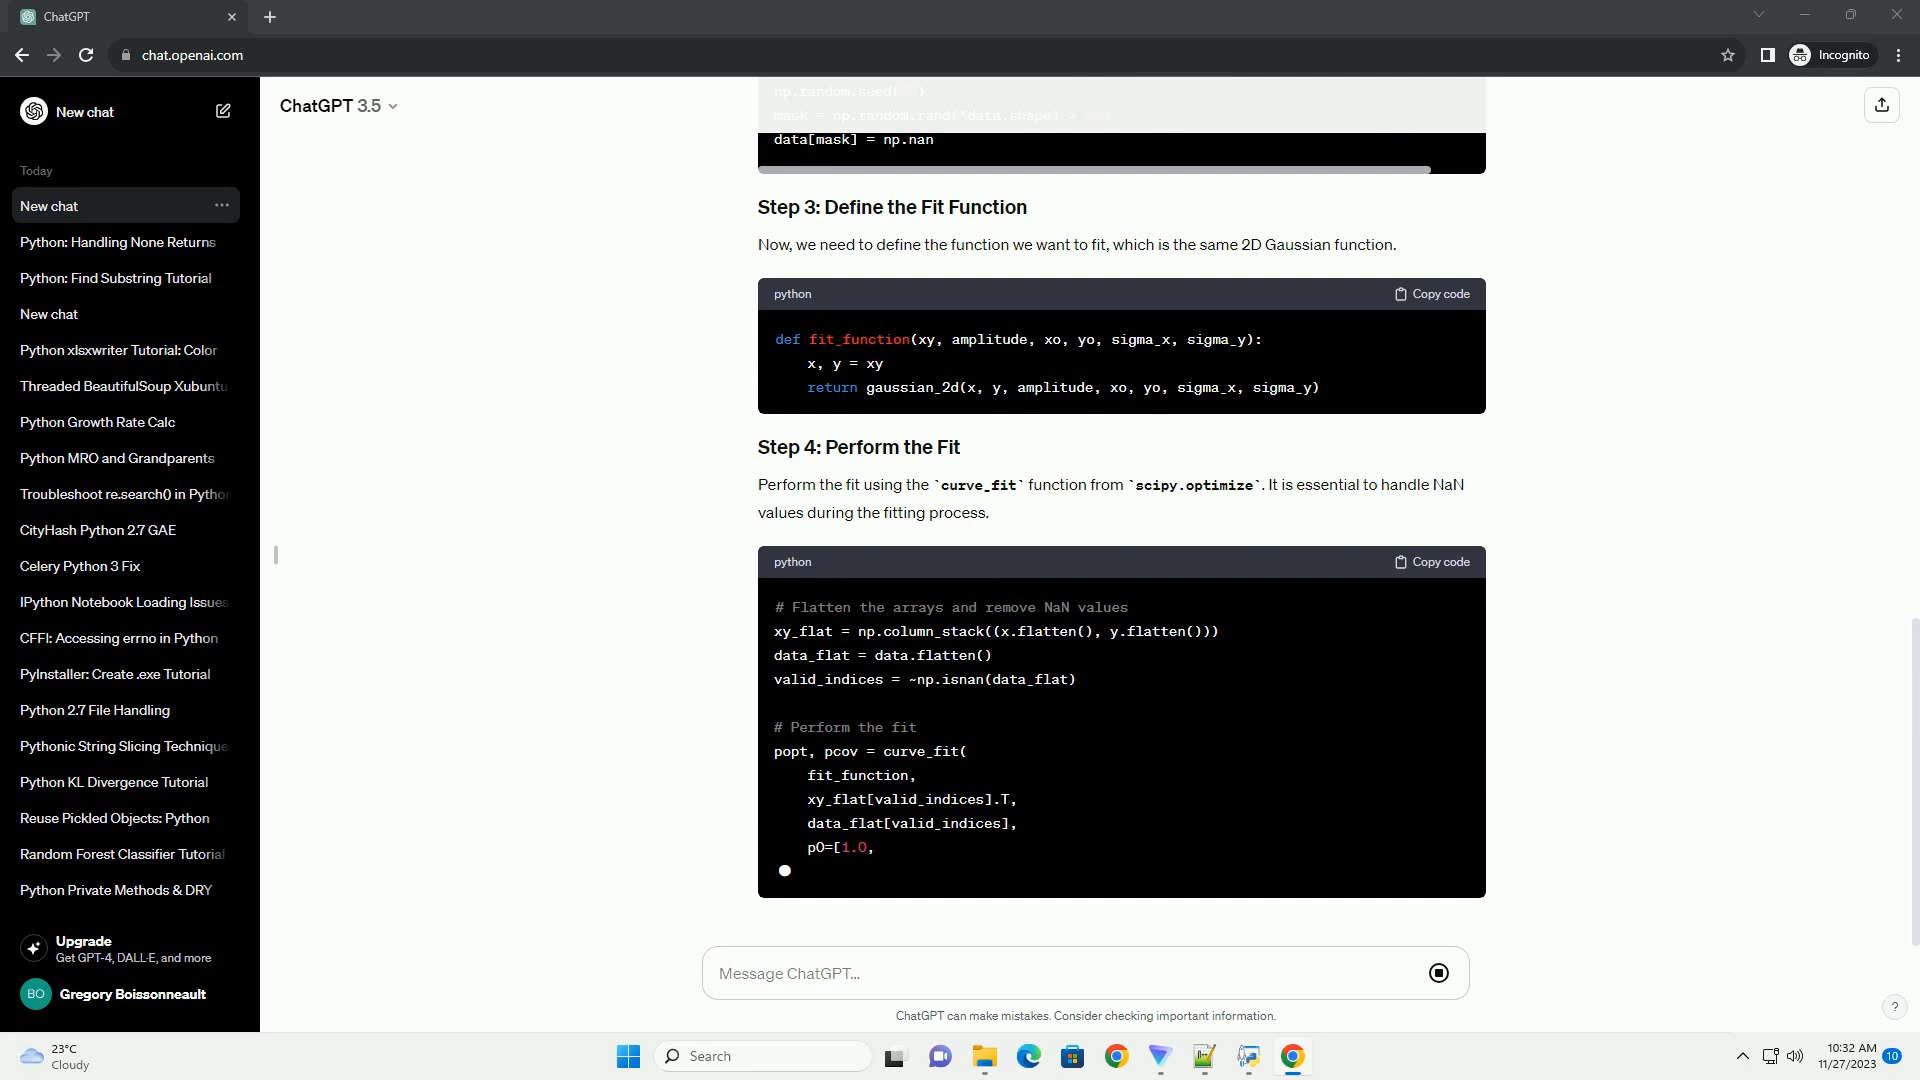 ChatGPT
chat.openai.com
Incognito
New chat
Today
New chat
Python: Handling None Returns
Python: Find Substring Tutorial
New chat
Python xlsxwriter Tutorial: Color
Threaded BeautifulSoup Xubuntu
Python Growth Rate Calc
Python MRO and Grandparents
Troubleshoot re.search() in Python
CityHash Python 2.7 GAE
Celery Python 3 Fix
IPython Notebook Loading Issues
CFFI: Accessing errno in Python
PyInstaller: Create .exe Tutorial
Python 2.7 File Handling
Pythonic String Slicing Technique
Python KL Divergence Tutorial
Reuse Pickled Objects: Python
Random Forest Classifier Tutorial
Python Private Methods & DRY
Upgrade
Get GPT-4, DALL·E, and more
BO
Gregory Boissonneault
ChatGPT 3.5
np.random.seed(
mask = np.random.rand(*data.shape) >
data[mask] = np.nan
Step 3: Define the Fit Function
Now, we need to define the function we want to fit, which is the same 2D Gaussian function.
python
Copy code
def fit_function(xy, amplitude, xo, yo, sigma_x, sigma_y):
x, y = xy
return gaussian_2d(x, y, amplitude, xo, yo, sigma_x, sigma_y)
Step 4: Perform the Fit
Perform the fit using the `curve_fit` function from `scipy.optimize`. It is essential to handle NaN
values during the fitting process.
python
Copy code
# Flatten the arrays and remove NaN values
xy_flat = np.column_stack((x.flatten(), y.flatten()))
data_flat = data.flatten()
valid_indices = ~np.isnan(data_flat)
# Perform the fit
popt, pcov = curve_fit(
fit_function,
xy_flat[valid_indices].T,
data_flat[valid_indices],
p0=[1.0,
Message ChatGPT...
ChatGPT can make mistakes. Consider checking important information.
?
23°C
Cloudy
Search
10:32 AM
11/27/2023
10